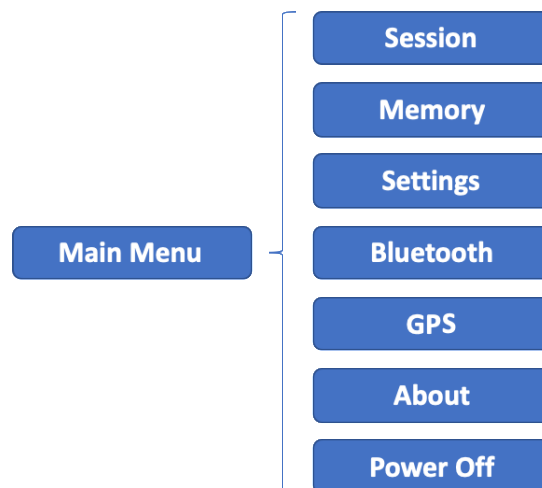 Main Menu
Session
Memory
Settings
Bluetooth
GPS
About
Power Off